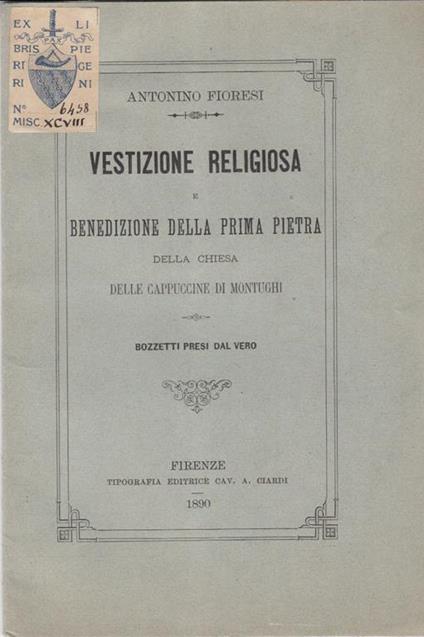 EX LI
PAX
BRIS PIE
RI GE
RI NI
N° 6458
MISC. XCVIII
ANTONINO FIORESI
VESTIZIONE RELIGIOSA
E
BENEDIZIONE DELLA PRIMA PIETRA
DELLA CHIESA
DELLE CAPPUCCINE DI MONTUGHI
BOZZETTI PRESI DAL VERO
FIRENZE
TIPOGRAFIA EDITRICE CAV. A. CIARDI
1890